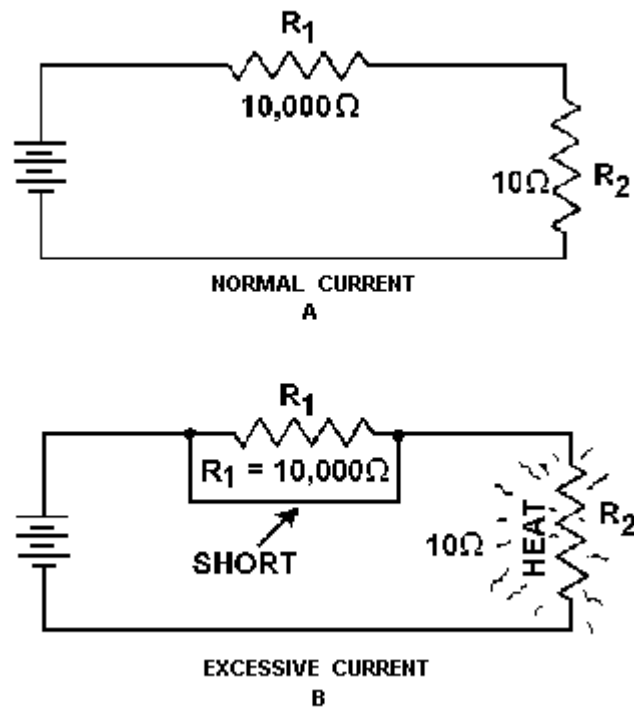 R1
10,000Ω
10Ω
R2
NORMAL CURRENT
A
R1
R1 = 10,000Ω
SHORT
10Ω
HEAT
R2
EXCESSIVE CURRENT
B